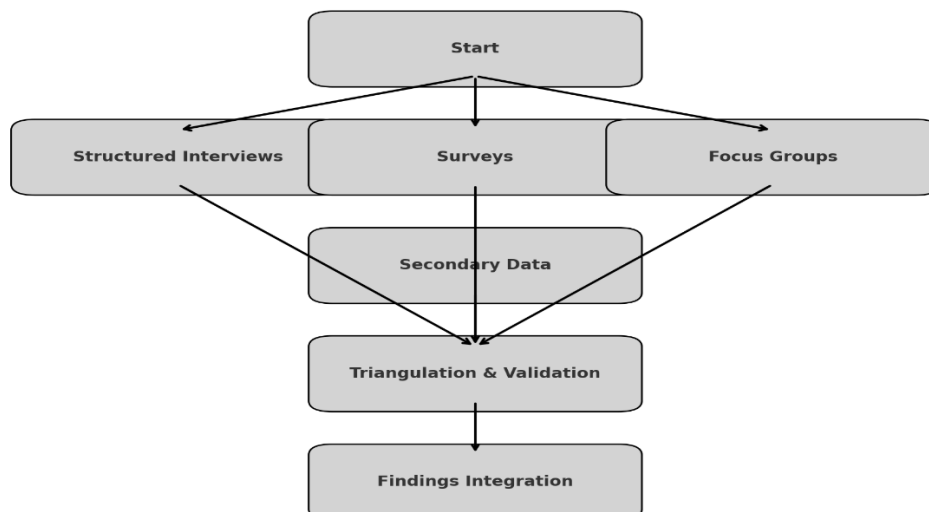 Start
Structured Interviews
Surveys
Focus Groups
Secondary Data
Triangulation & Validation
Findings Integration